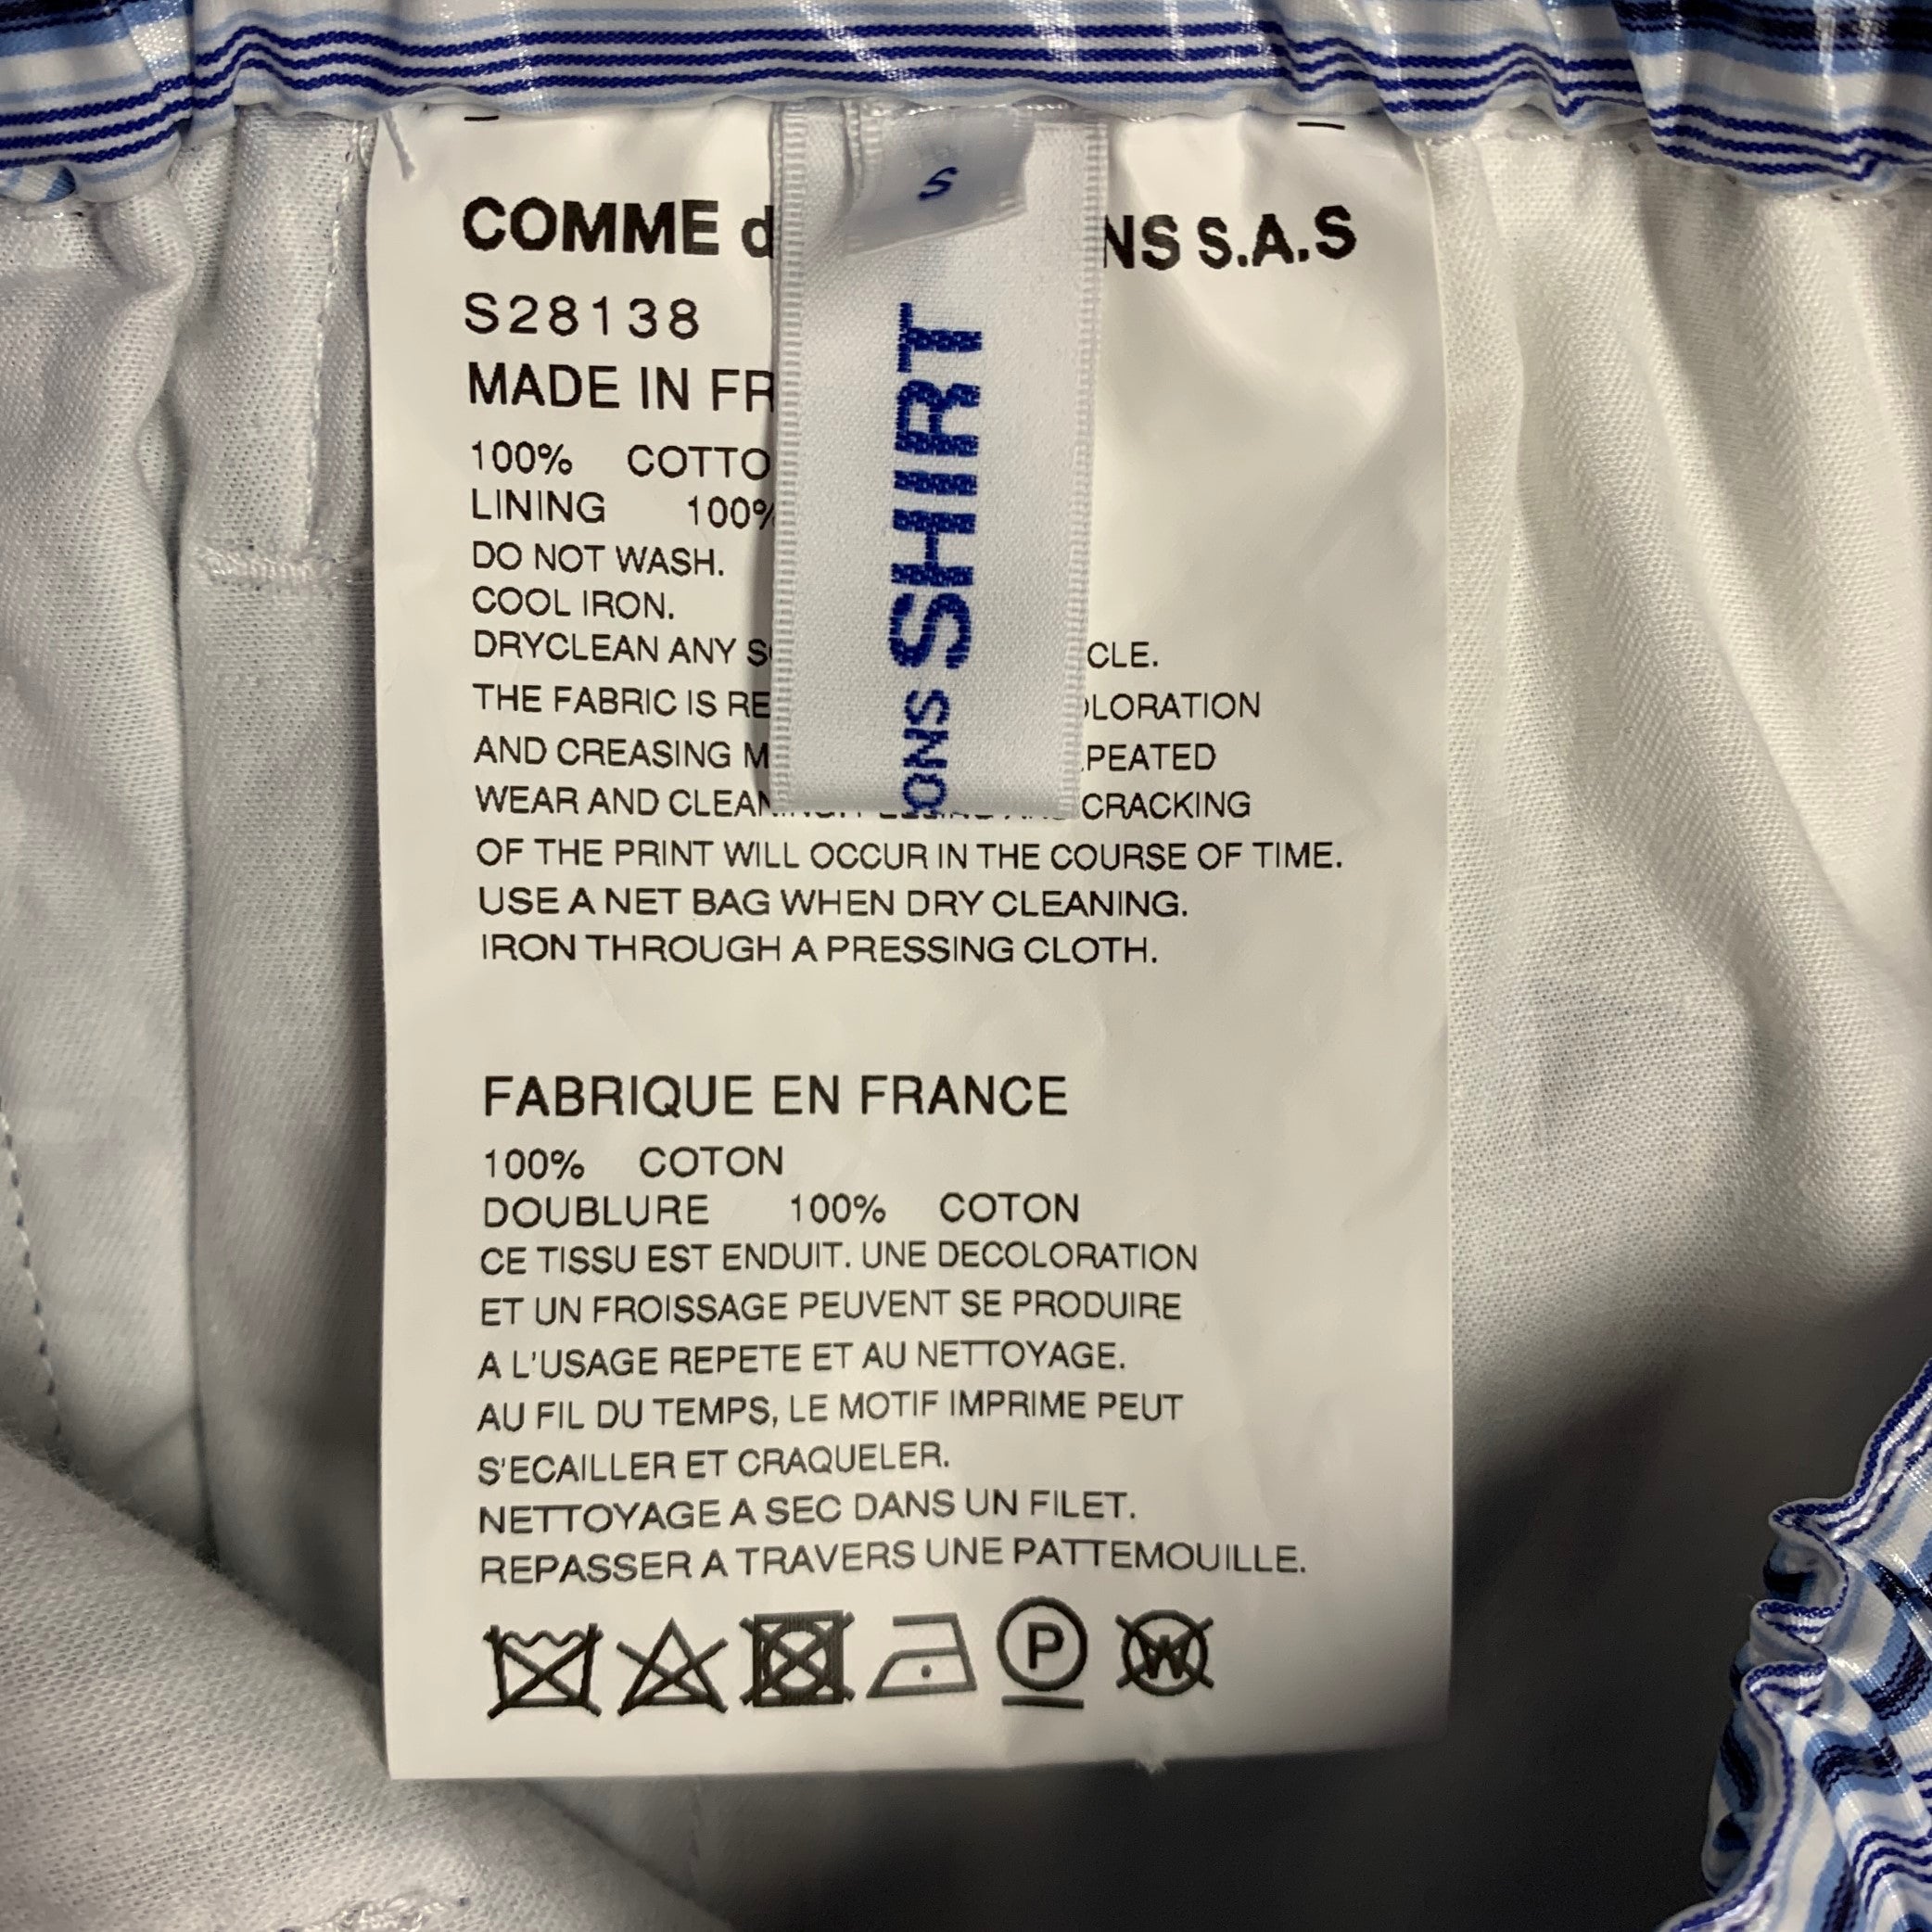 S
COMME d NS S.A.S
S28138
MADE IN FR
SHIRT
ONS
100% COTTO
LINING 100%
DO NOT WASH.
COOL IRON.
DRYCLEAN ANY S CLE.
THE FABRIC IS RE LORATION
AND CREASING M PEATED
WEAR AND CLEAN CRACKING
OF THE PRINT WILL OCCUR IN THE COURSE OF TIME.
USE A NET BAG WHEN DRY CLEANING.
IRON THROUGH A PRESSING CLOTH.
FABRIQUE EN FRANCE
100% COTON
DOUBLURE 100% COTON
CE TISSU EST ENDUIT. UNE DECOLORATION
ET UN FROISSAGE PEUVENT SE PRODUIRE
A L'USAGE REPETE ET AU NETTOYAGE.
AU FIL DU TEMPS, LE MOTIF IMPRIME PEUT
S'ECAILLER ET CRAQUELER.
NETTOYAGE A SEC DANS UN FILET.
REPASSER A TRAVERS UNE PATTEMOUILLE.
P W